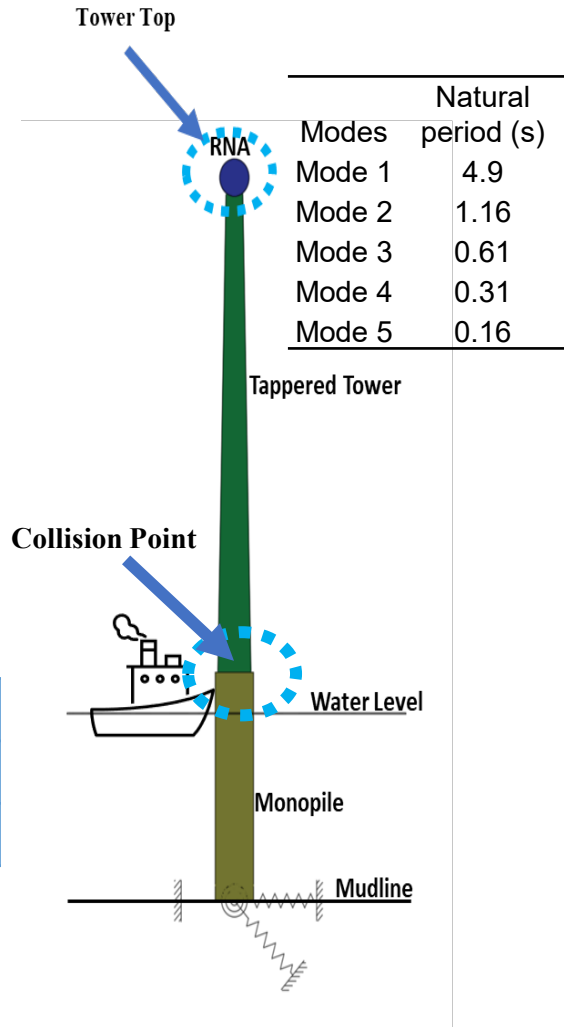 Tower Top
RNA
Natural
Modes period (s)
Mode 1 4.9
Mode 2 1.16
Mode 3 0.61
Mode 4 0.31
Mode 5 0.16
Tappered Tower
Collision Point
Water Level
Monopile
Mudline